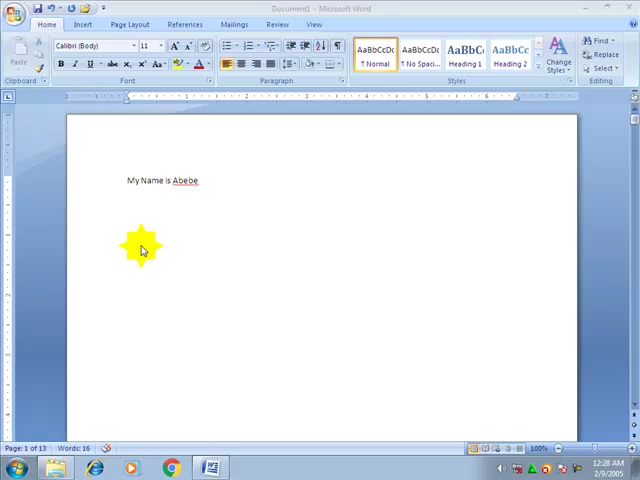 Document1 - Microsoft Word
Home Insert Page Layout References Mailings Review View
Paste
Calibri (Body) 11
Find
Replace
Select
B I U abc
AaBbCcDc AaBbCcDc AaBbC AaBbCc
¶ Normal ¶ No Spaci... Heading 1 Heading 2
Change
Styles
Clipboard Font Paragraph Styles Editing
My Name is Abebe
Page: 1 of 13 Words: 16 100%
12:28 AM
2/9/2005